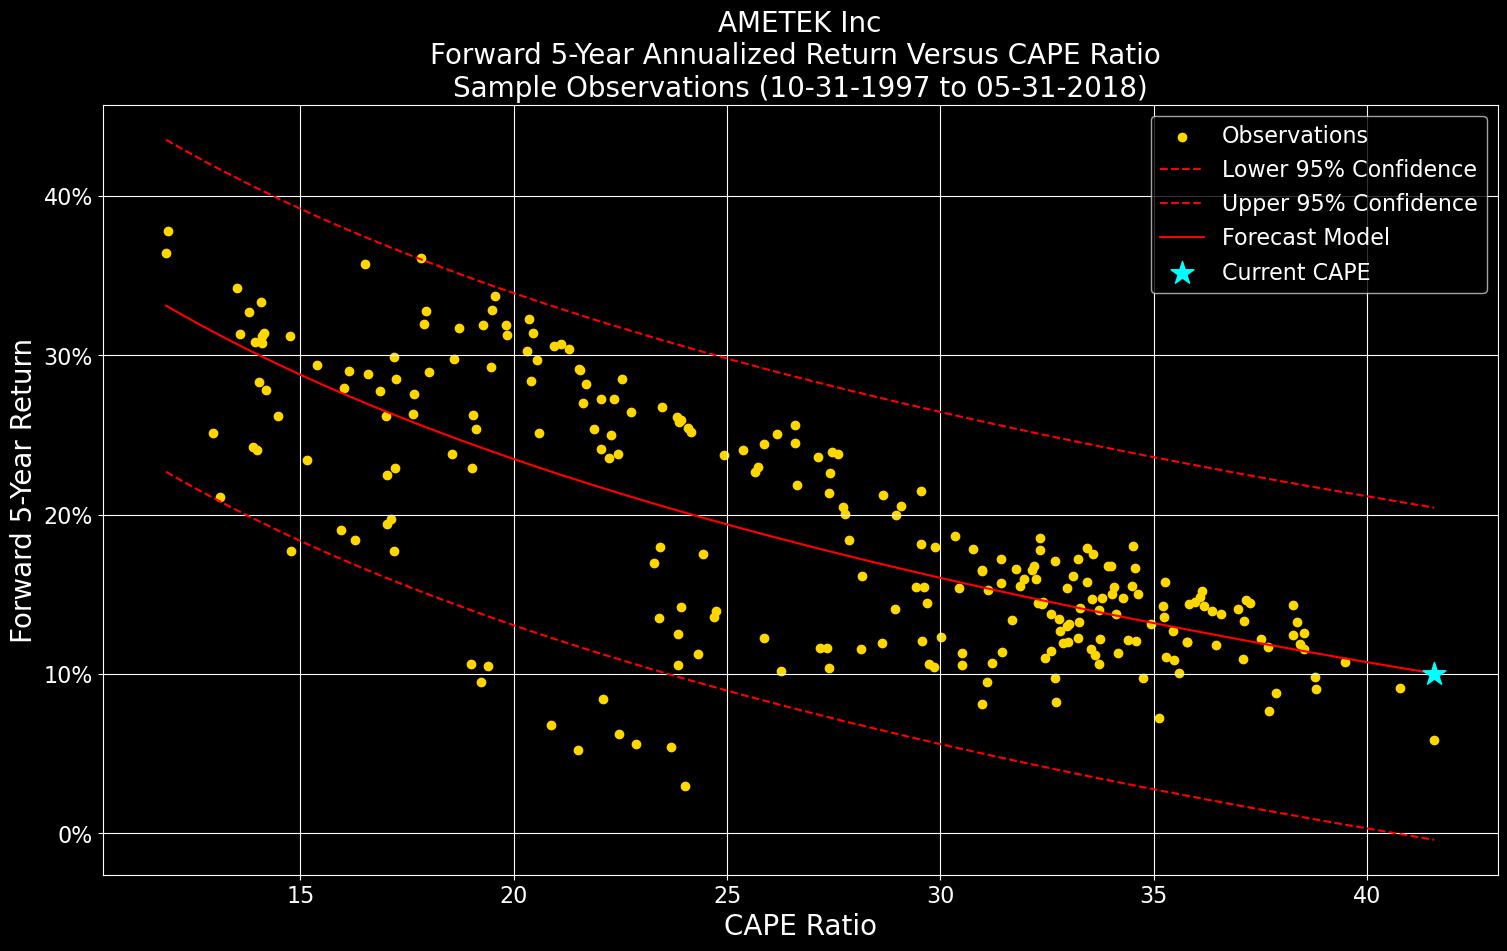 AMETEK Inc
Forward 5-Year Annualized Return Versus CAPE Ratio
Sample Observations (10-31-1997 to 05-31-2018)
Observations
Lower 95% Confidence
Upper 95% Confidence
Forecast Model
Current CAPE
Forward 5-Year Return
40%
30%
20%
10%
0%
15 20 25 30 35 40
CAPE Ratio